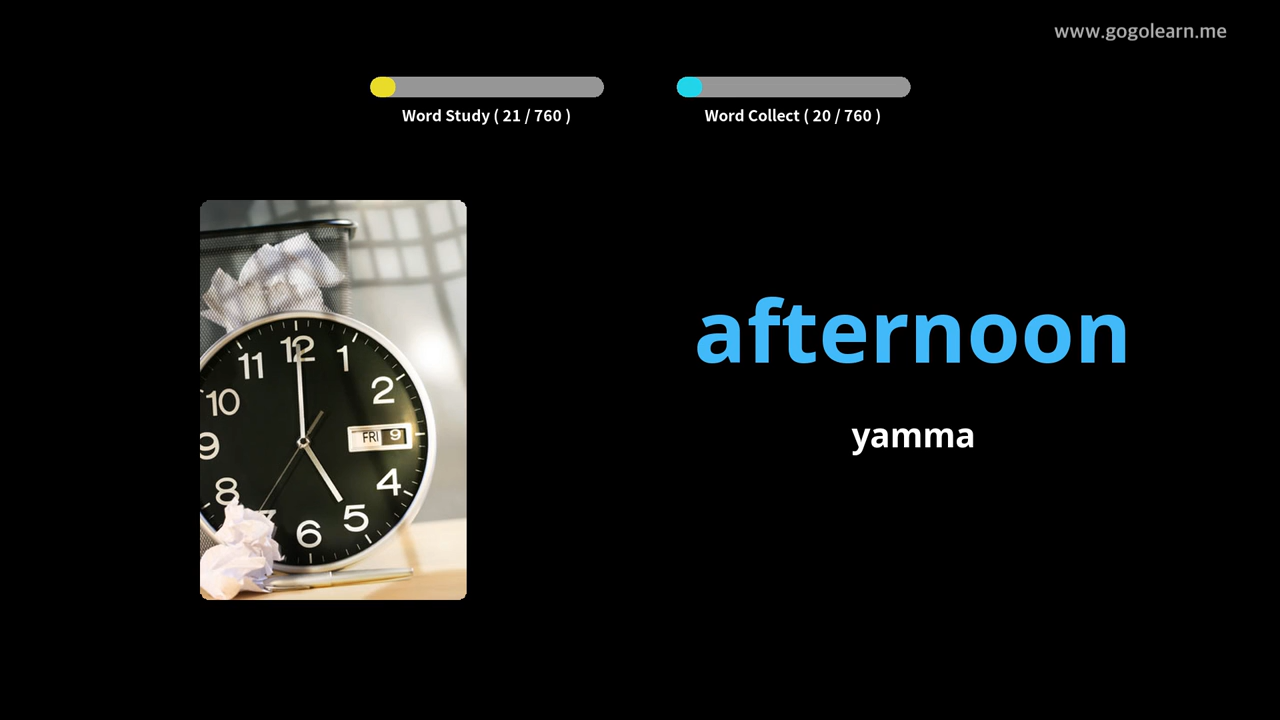 www.gogolearn.me
Word Study ( 21 / 760 )
Word Collect ( 20 / 760 )
12
11
1
10
2
9
FRI 9
8
4
7
5
6
afternoon
yamma